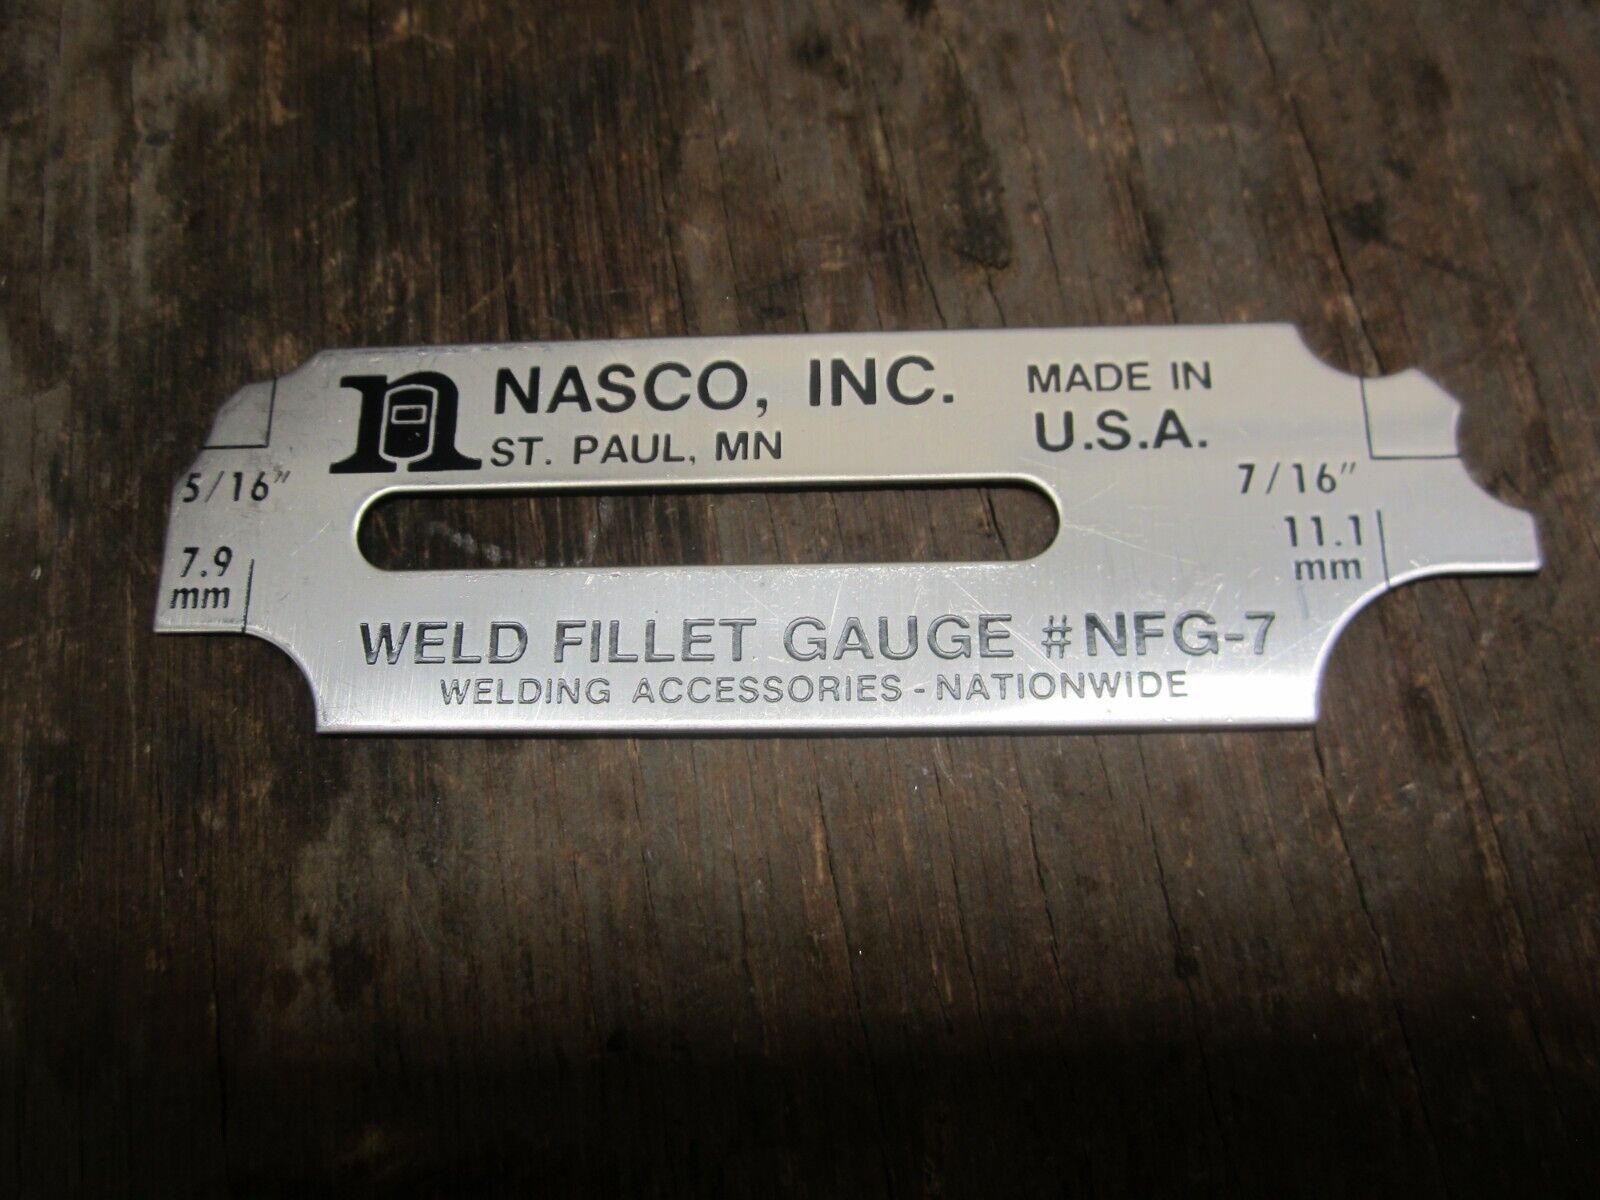 n NASCO, INC.
ST. PAUL, MN
MADE IN
U.S.A.
5/16"
7.9
mm
7/16"
11.1
mm
WELD FILLET GAUGE # NFG-7
WELDING ACCESSORIES - NATIONWIDE